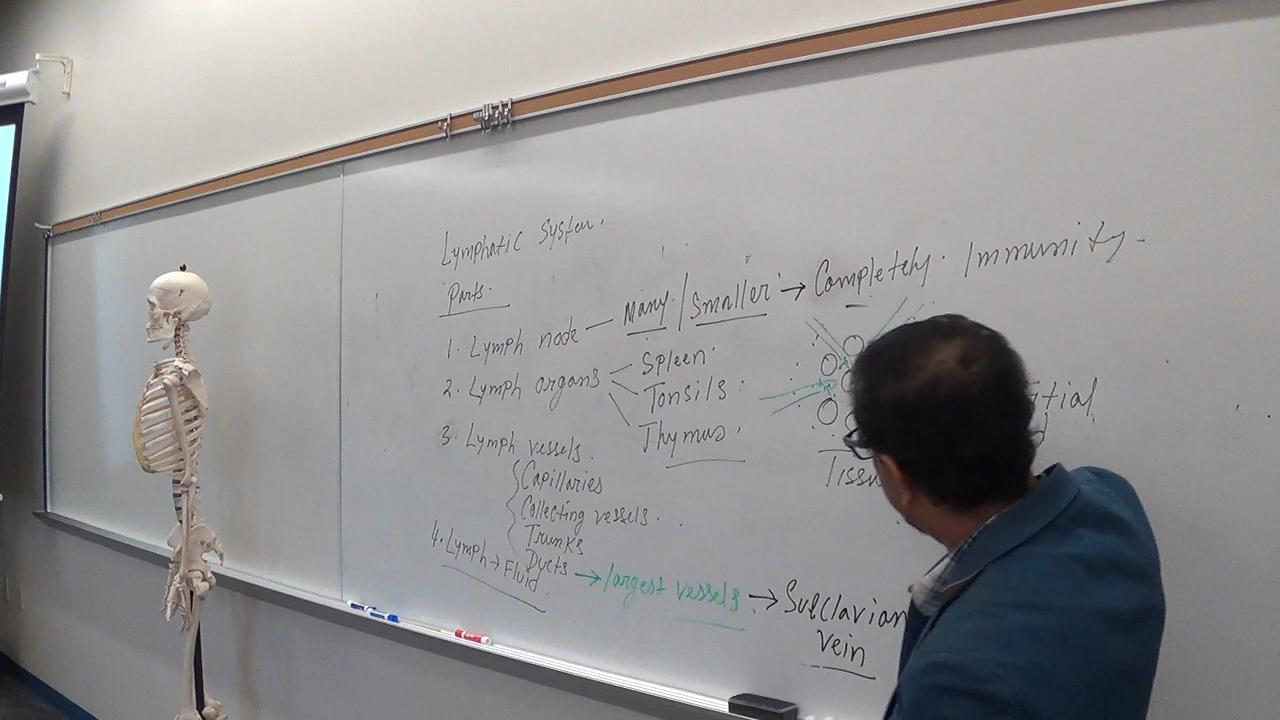 Lymphatic System.
Parts.
1. Lymph node — Many / Smaller → Completely. Immunity.
2. Lymph organs
Spleen.
Tonsils.
Thymus.
3. Lymph vessels.
Capillaries
Collecting vessels.
Trunks
Ducts → largest vessels → Subclavian vein
4. Lymph → Fluid.